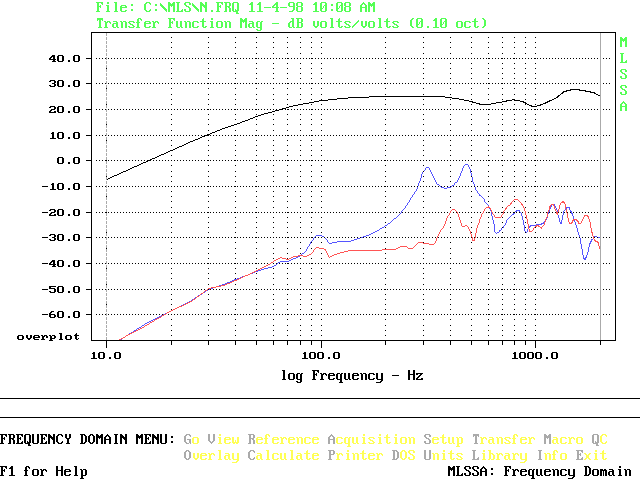 File: C:\MLS\N.FRQ 11-4-98 10:08 AM
Transfer Function Mag - dB volts/volts (0.10 oct)
MLSSA
40.0
30.0
20.0
10.0
0.0
-10.0
-20.0
-30.0
-40.0
-50.0
-60.0
overplot
10.0 100.0 1000.0
log Frequency - Hz
FREQUENCY DOMAIN MENU: Go View Reference Acquisition Setup Transfer Macro QC
Overlay Calculate Printer DOS Units Library Info Exit
F1 for Help MLSSA: Frequency Domain